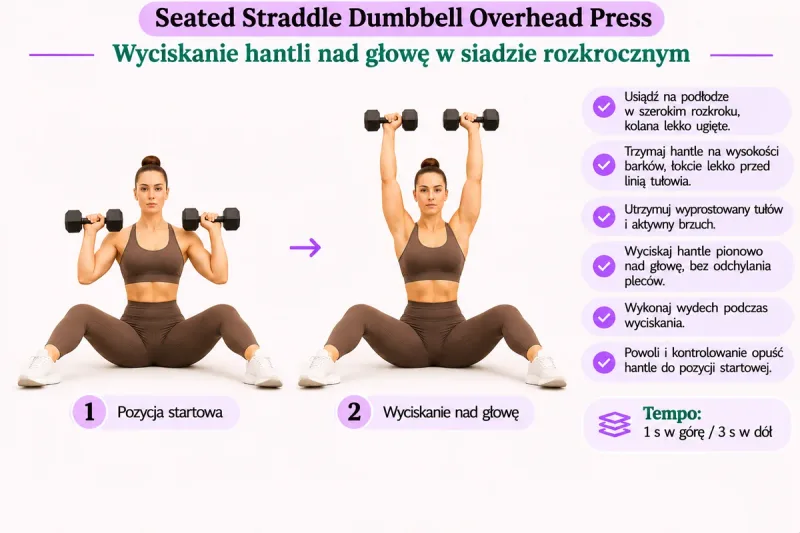 Seated Straddle Dumbbell Overhead Press
Wyciskanie hantli nad głowę w siadzie rozkrocznym
Usiądź na podłodze
w szerokim rozkroku,
kolana lekko ugięte.
Trzymaj hantle na wysokości
barków, łokcie lekko przed
linią tułowia.
Utrzymuj wyprostowany tułów
i aktywny brzuch.
Wyciskaj hantle pionowo
nad głowę, bez odchylania
pleców.
Wykonaj wydech podczas
wyciskania.
Powoli i kontrolowanie opuść
hantle do pozycji startowej.
1 Pozycja startowa
2 Wyciskanie nad głowę
Tempo:
1 s w górę / 3 s w dół